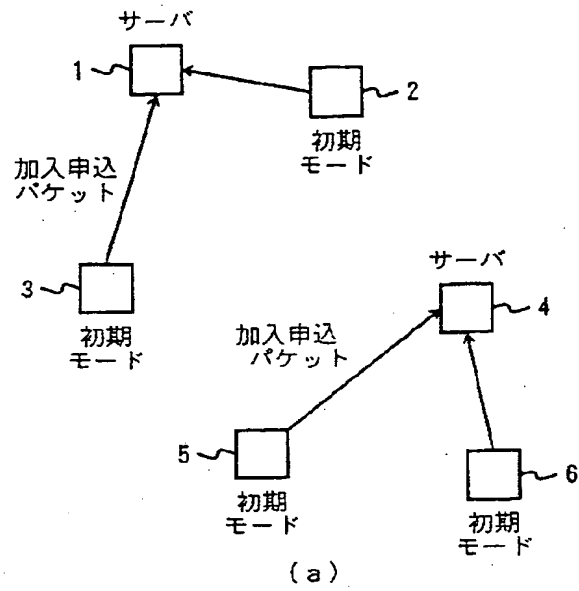 サーバ
1
2
初期
モード
加入申込
パケット
3
初期
モード
サーバ
4
加入申込
パケット
5
初期
モード
6
初期
モード
(a)